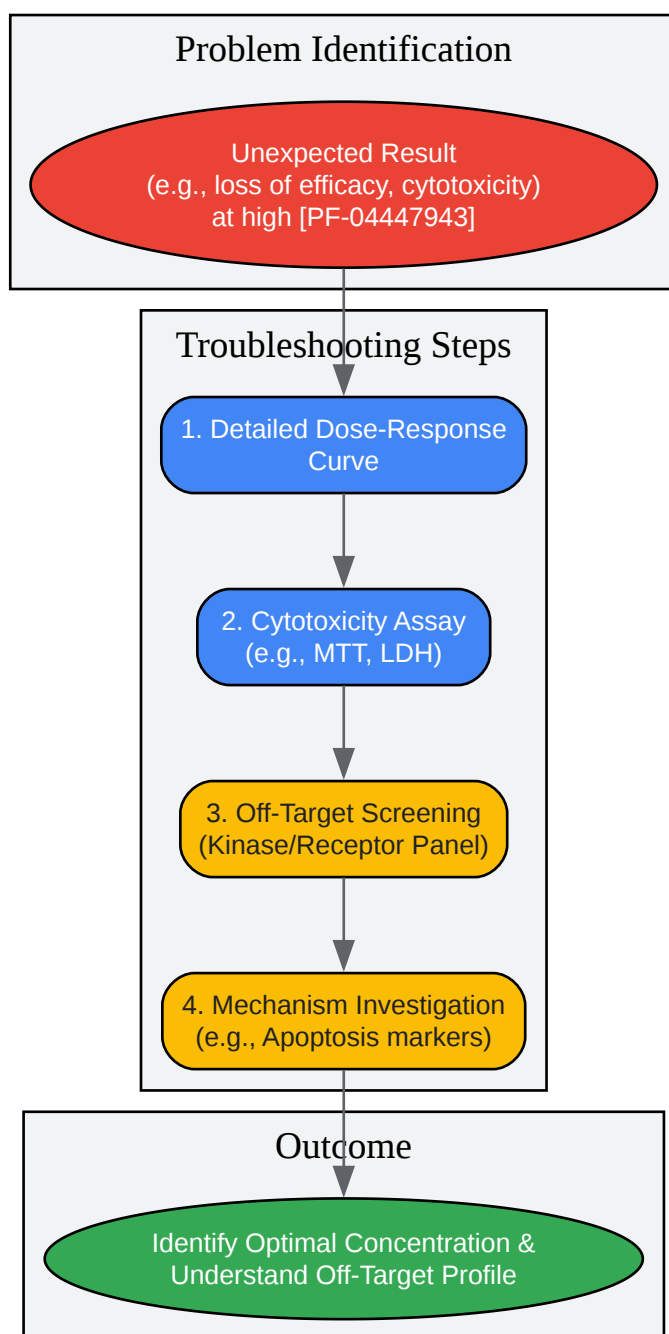 Problem Identification
Unexpected Result
(e.g., loss of efficacy, cytotoxicity)
at high [PF-04447943]
Troubleshooting Steps
1. Detailed Dose-Response
Curve
2. Cytotoxicity Assay
(e.g., MTT, LDH)
3. Off-Target Screening
(Kinase/Receptor Panel)
4. Mechanism Investigation
(e.g., Apoptosis markers)
Outcome
Identify Optimal Concentration &
Understand Off-Target Profile